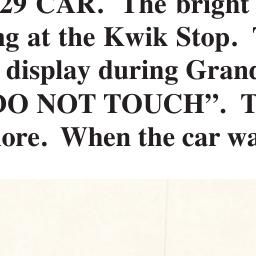 29 CAR. The bright
ng at the Kwik Stop.
display during Grand
DO NOT TOUCH”. T
ore. When the car wa